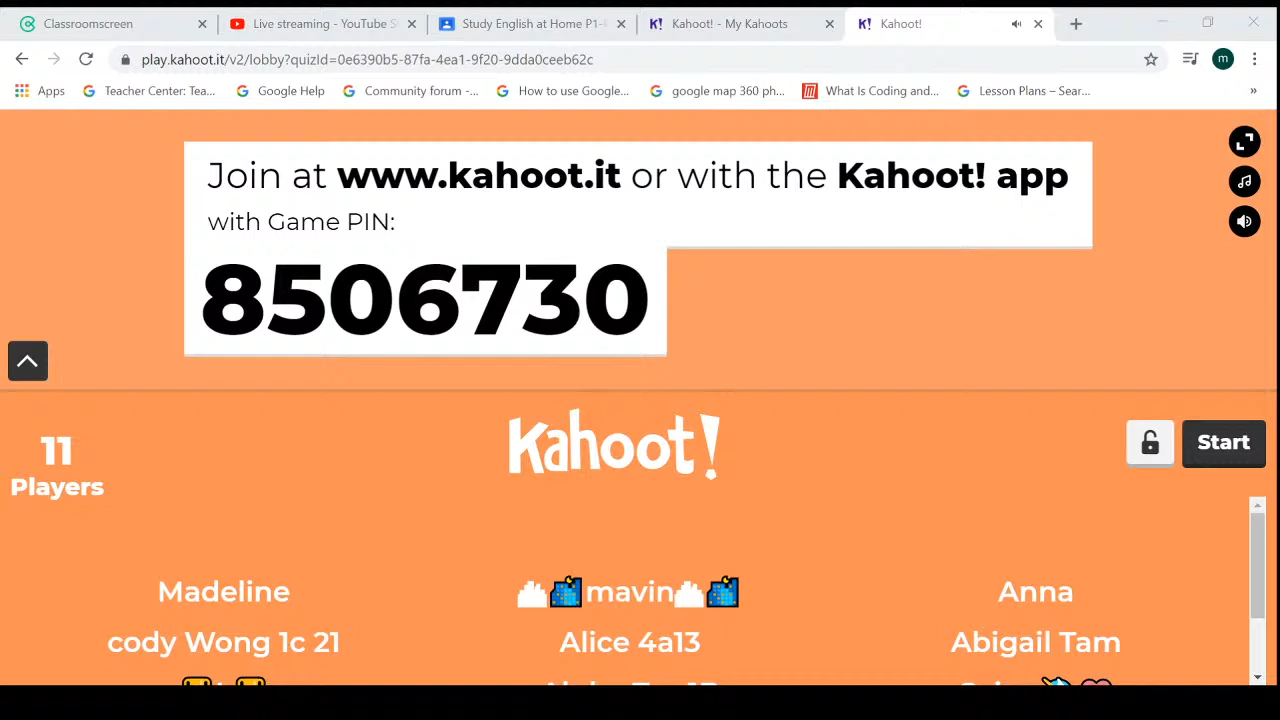 Classroomscreen
Live streaming - YouTube S
Study English at Home P1-
Kahoot! - My Kahoots
Kahoot!
play.kahoot.it/v2/lobby?quizId=0e6390b5-87fa-4ea1-9f20-9dda0ceeb62c
m
Apps
Teacher Center: Tea...
Google Help
Community forum -...
How to use Google...
google map 360 ph...
What Is Coding and...
Lesson Plans – Sear...
»
Join at www.kahoot.it or with the Kahoot! app
with Game PIN:
8506730
11
Players
Kahoot!
Start
Madeline
mavin
Anna
cody Wong 1c 21
Alice 4a13
Abigail Tam